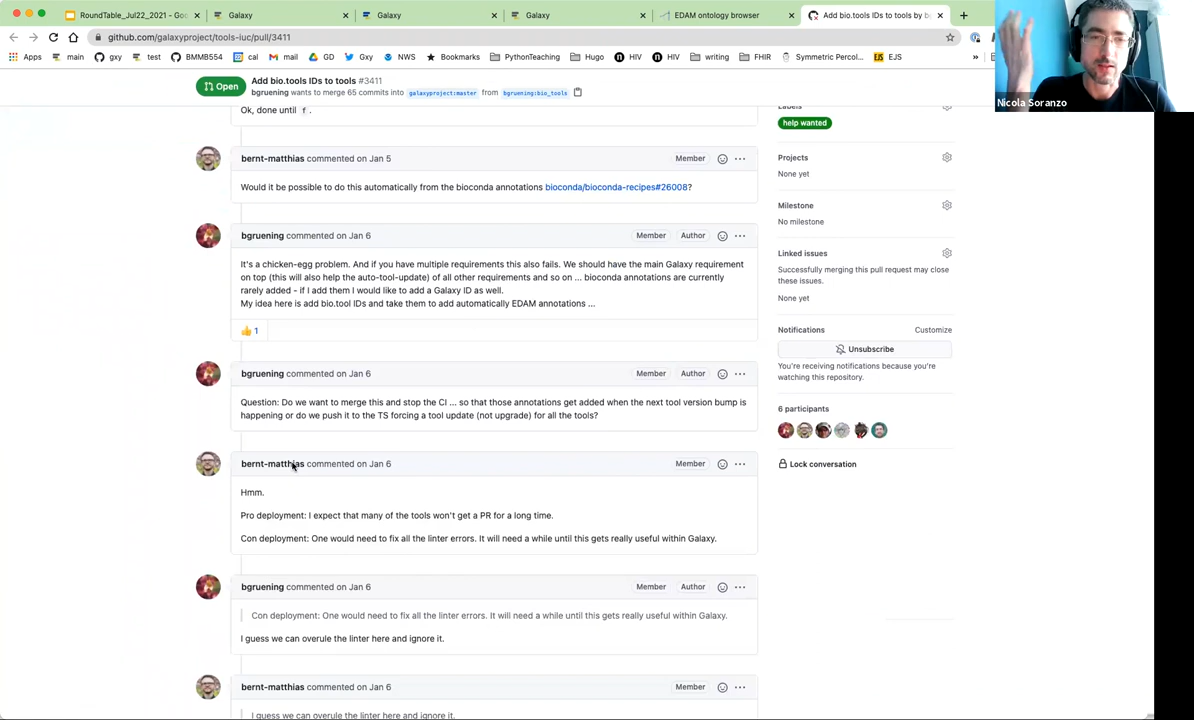 RoundTable_Jul22_2021 - Goo
Galaxy
Galaxy
Galaxy
EDAM ontology browser
Add bio.tools IDs to tools by bg
github.com/galaxyproject/tools-iuc/pull/3411
Apps
main
gxy
test
BMMB554
cal
mail
GD
Gxy
NWS
Bookmarks
PythonTeaching
Hugo
HIV
HIV
writing
FHIR
Symmetric Percol...
EJS
Nicola Soranzo
Open
Add bio.tools IDs to tools #3411
bgruening wants to merge 65 commits into galaxyproject:master from bgruening:bio_tools
Ok, done until f .
bernt-matthias commented on Jan 5
Member
Would it be possible to do this automatically from the bioconda annotations bioconda/bioconda-recipes#26008?
bgruening commented on Jan 6
Member
Author
It's a chicken-egg problem. And if you have multiple requirements this also fails. We should have the main Galaxy requirement
on top (this will also help the auto-tool-update) of all other requirements and so on ... bioconda annotations are currently
rarely added - if I add them I would like to add a Galaxy ID as well.
My idea here is add bio.tool IDs and take them to add automatically EDAM annotations ...
1
bgruening commented on Jan 6
Member
Author
Question: Do we want to merge this and stop the CI ... so that those annotations get added when the next tool version bump is
happening or do we push it to the TS forcing a tool update (not upgrade) for all the tools?
bernt-matthias commented on Jan 6
Member
Hmm.
Pro deployment: I expect that many of the tools won't get a PR for a long time.
Con deployment: One would need to fix all the linter errors. It will need a while until this gets really useful within Galaxy.
bgruening commented on Jan 6
Member
Author
Con deployment: One would need to fix all the linter errors. It will need a while until this gets really useful within Galaxy.
I guess we can overule the linter here and ignore it.
bernt-matthias commented on Jan 6
Member
I guess we can overule the linter here and ignore it.
Labels
help wanted
Projects
None yet
Milestone
No milestone
Linked issues
Successfully merging this pull request may close
these issues.
None yet
Notifications
Customize
Unsubscribe
You're receiving notifications because you're
watching this repository.
6 participants
Lock conversation